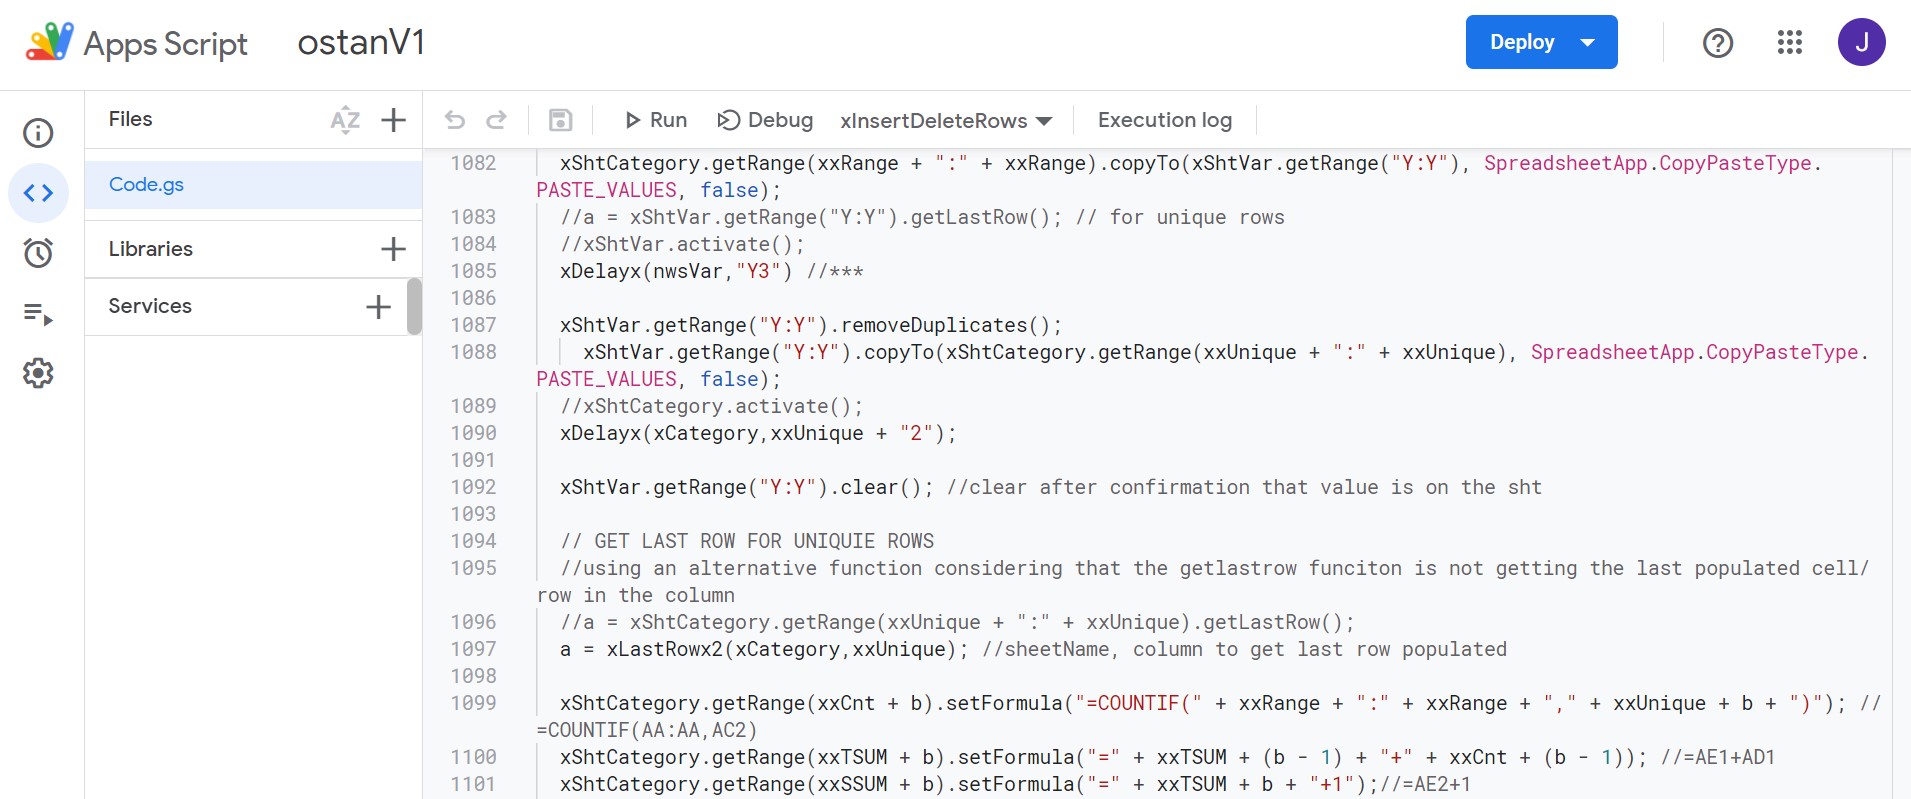 Apps Script ostanV1 Deploy J
Files AZ Run Debug xInsertDeleteRows Execution log
Code.gs
Libraries
Services
1082 xShtCategory.getRange(xxRange + ":" + xxRange).copyTo(xShtVar.getRange("Y:Y"), SpreadsheetApp.CopyPasteType.
PASTE_VALUES, false);
1083 //a = xShtVar.getRange("Y:Y").getLastRow(); // for unique rows
1084 //xShtVar.activate();
1085 xDelayx(nwsVar,"Y3") //***
1086
1087 xShtVar.getRange("Y:Y").removeDuplicates();
1088 xShtVar.getRange("Y:Y").copyTo(xShtCategory.getRange(xxUnique + ":" + xxUnique), SpreadsheetApp.CopyPasteType.
PASTE_VALUES, false);
1089 //xShtCategory.activate();
1090 xDelayx(xCategory,xxUnique + "2");
1091
1092 xShtVar.getRange("Y:Y").clear(); //clear after confirmation that value is on the sht
1093
1094 // GET LAST ROW FOR UNIQUIE ROWS
1095 //using an alternative function considering that the getlastrow funciton is not getting the last populated cell/
row in the column
1096 //a = xShtCategory.getRange(xxUnique + ":" + xxUnique).getLastRow();
1097 a = xLastRowx2(xCategory,xxUnique); //sheetName, column to get last row populated
1098
1099 xShtCategory.getRange(xxCnt + b).setFormula("=COUNTIF(" + xxRange + ":" + xxRange + "," + xxUnique + b + ")"); //
=COUNTIF(AA:AA,AC2)
1100 xShtCategory.getRange(xxTSUM + b).setFormula("=" + xxTSUM + (b - 1) + "+" + xxCnt + (b - 1)); //=AE1+AD1
1101 xShtCategory.getRange(xxSSUM + b).setFormula("=" + xxTSUM + b + "+1");//=AE2+1